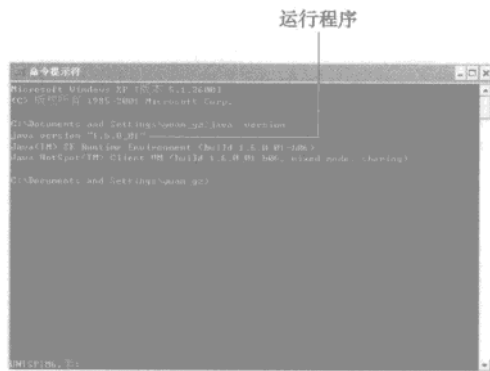 运行程序
命令提示符
Microsoft Windows XP [版本 5.1.2600]
(C) 版权所有 1985-2001 Microsoft Corp.
C:\Documents and Settings\quan_gz>java -version
java version "1.6.0_01"
Java(TM) SE Runtime Environment (build 1.6.0_01-b06)
Java HotSpot(TM) Client VM (build 1.6.0_01-b06, mixed mode, sharing)
C:\Documents and Settings\quan_gz>